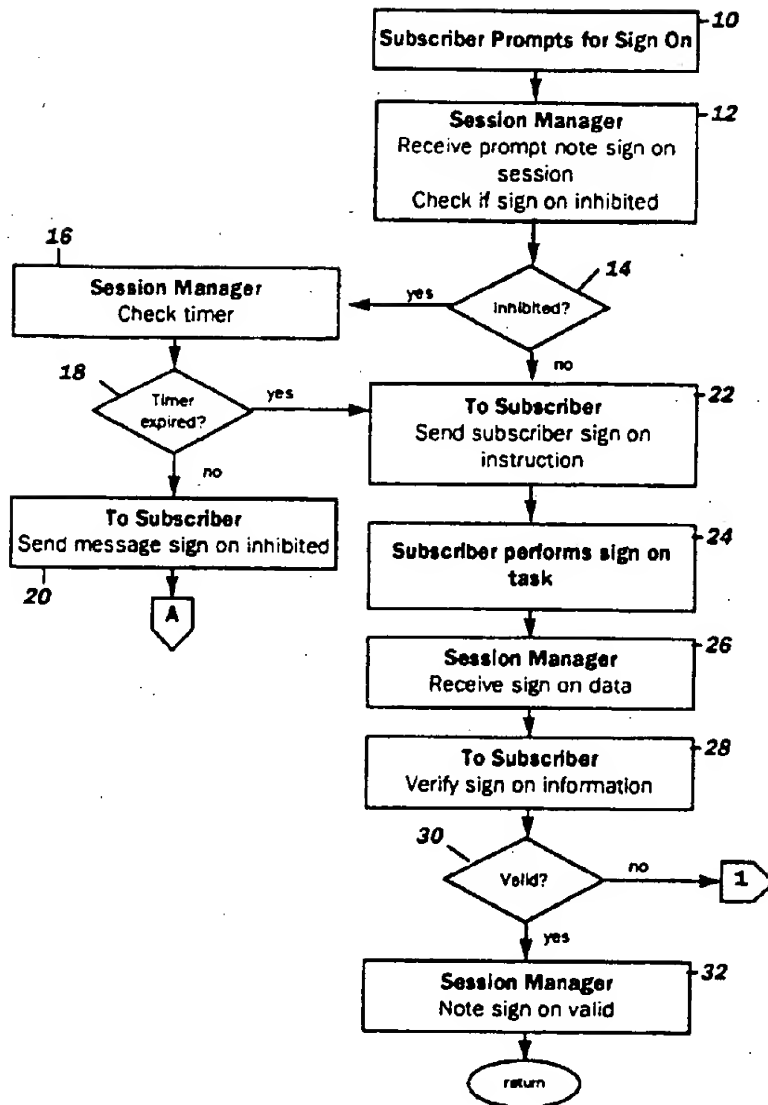 10
Subscriber Prompts for Sign On
12
Session Manager
Receive prompt note sign on
session
Check if sign on inhibited
14
inhibited?
yes
no
16
Session Manager
Check timer
18
Timer
expired?
yes
no
20
To Subscriber
Send message sign on inhibited
A
22
To Subscriber
Send subscriber sign on
instruction
24
Subscriber performs sign on
task
26
Session Manager
Receive sign on data
28
To Subscriber
Verify sign on information
30
Valid?
no
1
yes
32
Session Manager
Note sign on valid
return